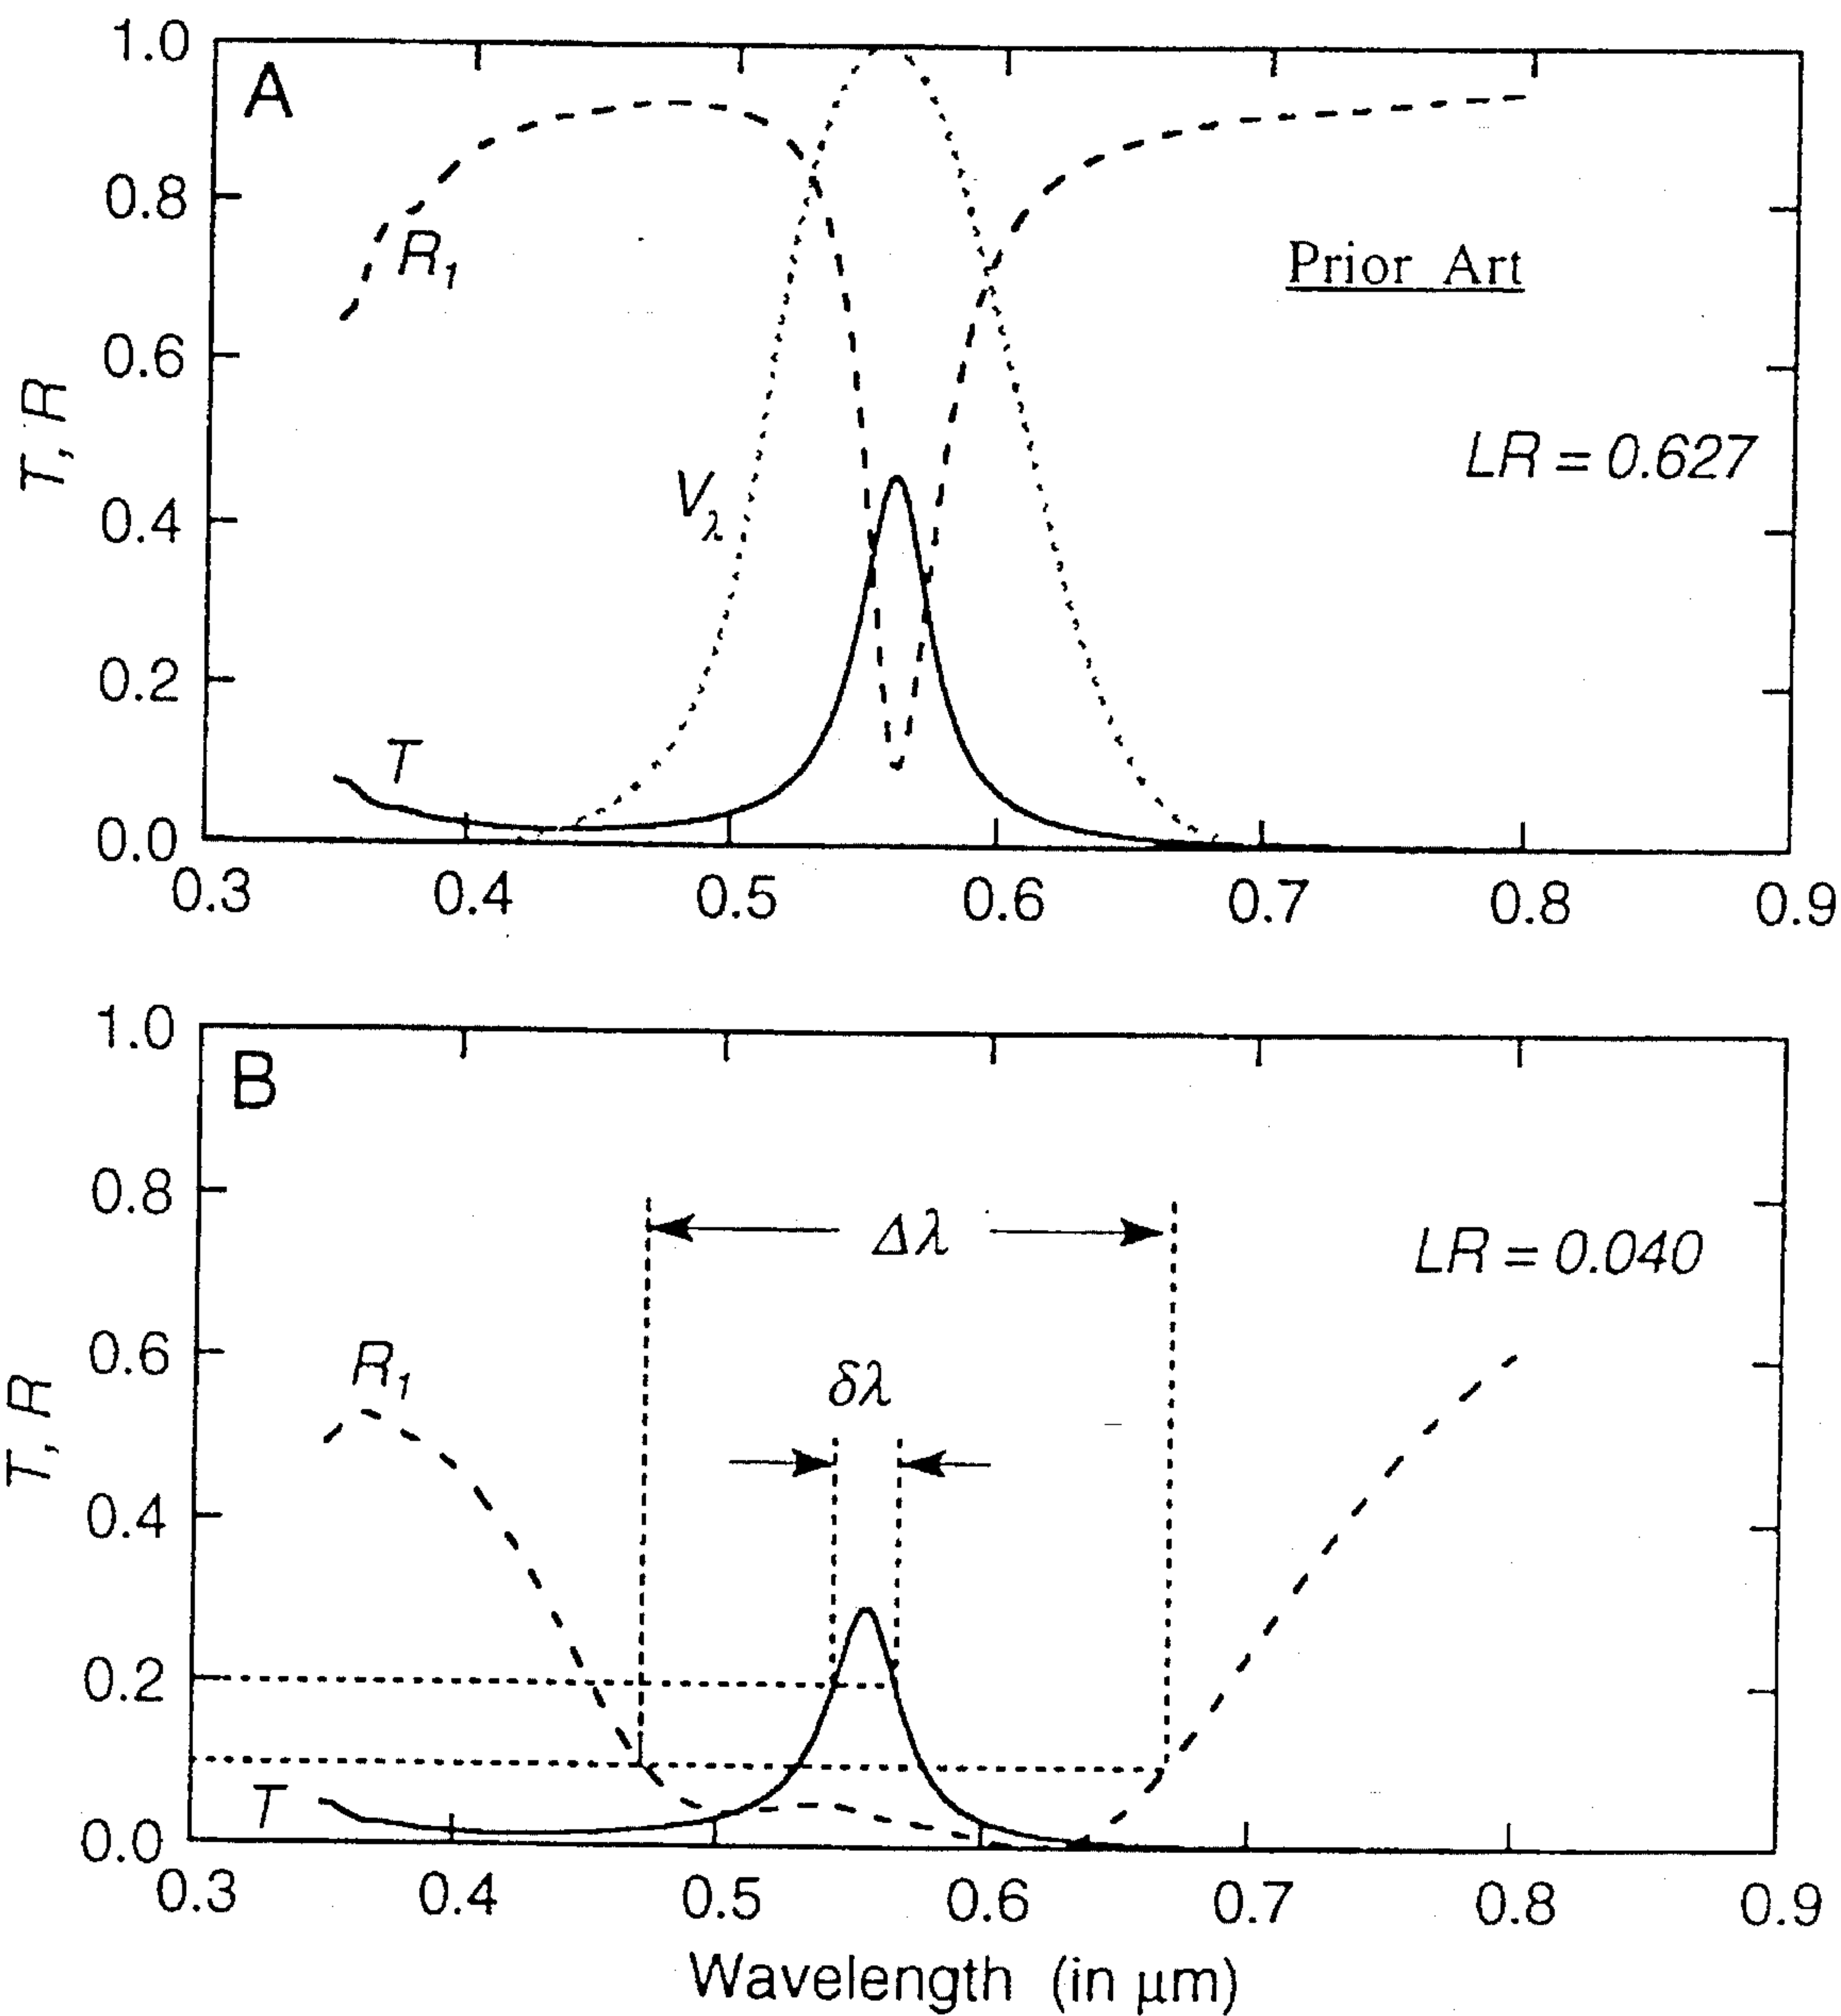 A
1.0
0.8
0.6
0.4
0.2
0.0
T, R
R1
Vλ
T
Prior Art
LR = 0.627
0.3 0.4 0.5 0.6 0.7 0.8 0.9
B
1.0
0.8
0.6
0.4
0.2
0.0
T, R
R1
Δλ
δλ
T
LR = 0.040
0.3 0.4 0.5 0.6 0.7 0.8 0.9
Wavelength (in μm)